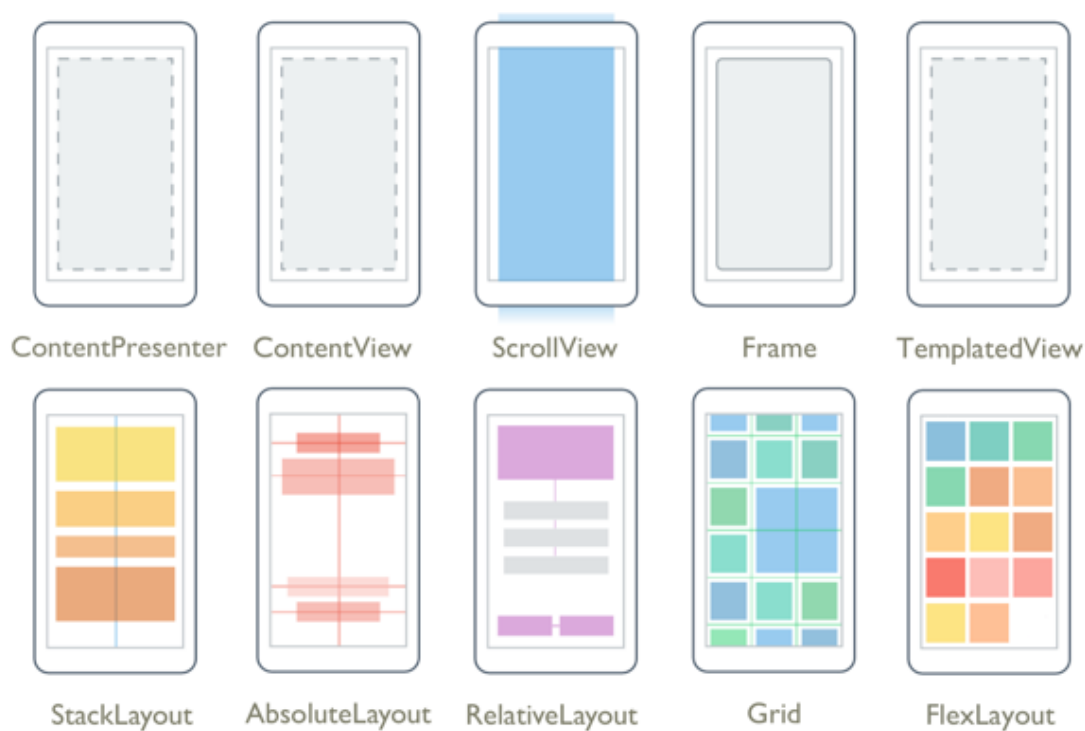 ContentPresenter ContentView ScrollView Frame TemplatedView
StackLayout AbsoluteLayout RelativeLayout Grid FlexLayout